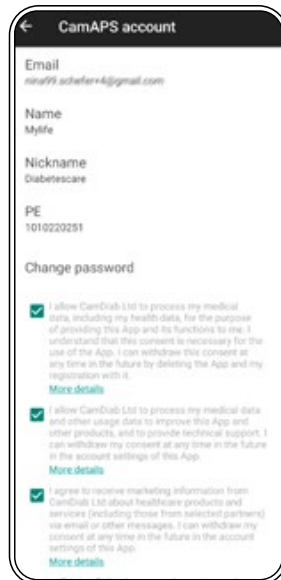 CamAPS account
Email
nina99.schefer+4@gmail.com
Name
Mylife
Nickname
Diabetescare
PE
1010220251
Change password
I allow CamDiab Ltd to process my medical
data, including my health data, for the purpose
of providing this App and its functions to me. I
understand that this consent is necessary for the
use of the App. I can withdraw this consent at
any time in the future by deleting the App and my
registration with it.
More details
I allow CamDiab Ltd to process my medical data
and other usage data to improve this App and
other products, and to provide technical support. I
can withdraw my consent at any time in the future
in the account settings of this App.
More details
I agree to receive marketing information from
CamDiab Ltd about healthcare products and
services (including those from selected partners)
via email or other messages. I can withdraw my
consent at any time in the future in the account
settings of this App.
More details